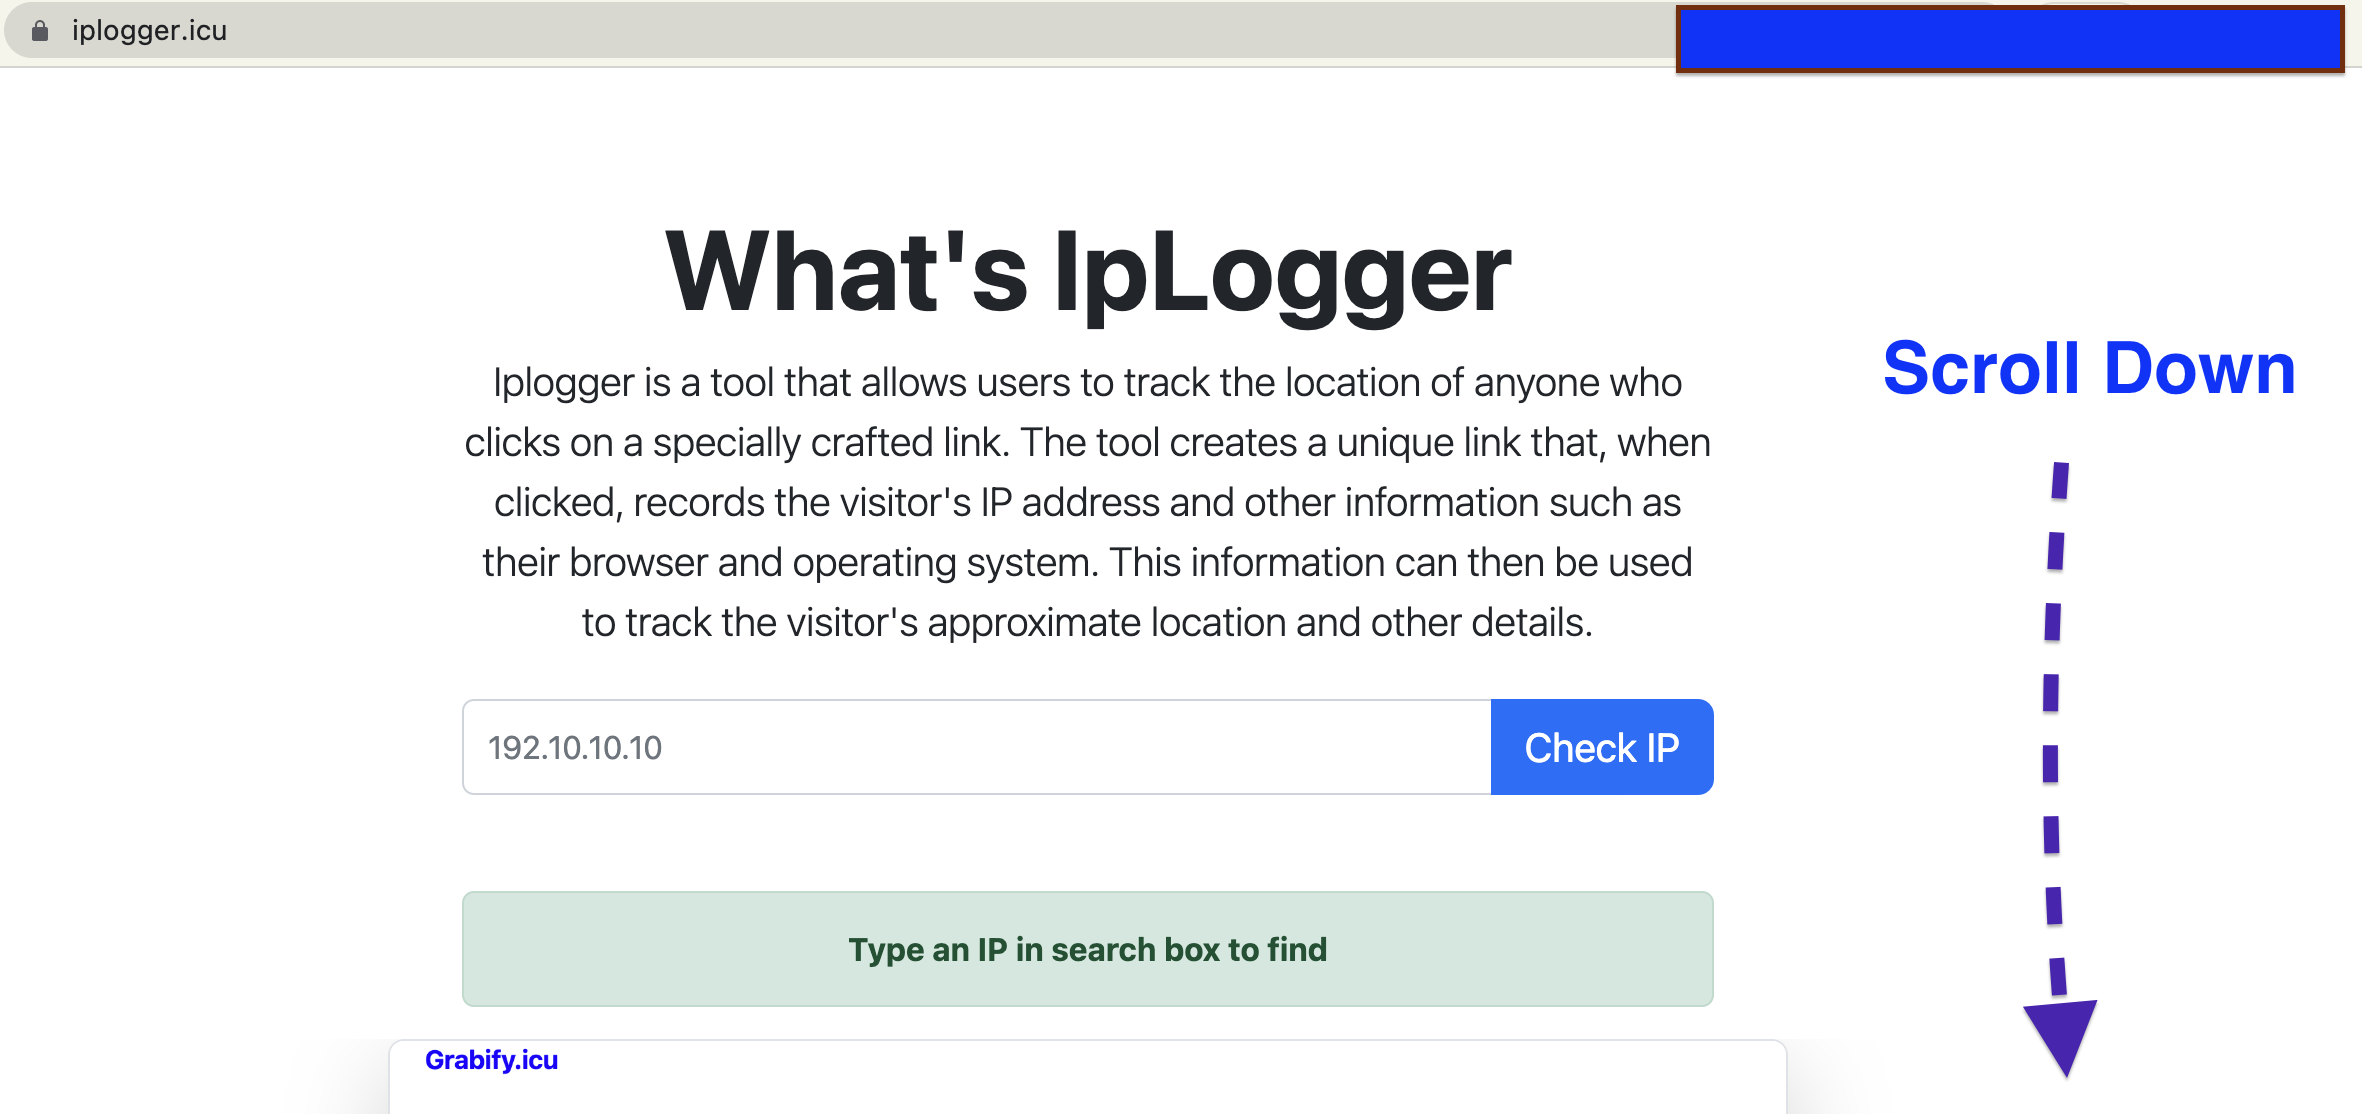 iplogger.icu
What's IpLogger
Iplogger is a tool that allows users to track the location of anyone who
clicks on a specially crafted link. The tool creates a unique link that, when
clicked, records the visitor's IP address and other information such as
their browser and operating system. This information can then be used
to track the visitor's approximate location and other details.
Scroll Down
192.10.10.10
Check IP
Type an IP in search box to find
Grabify.icu